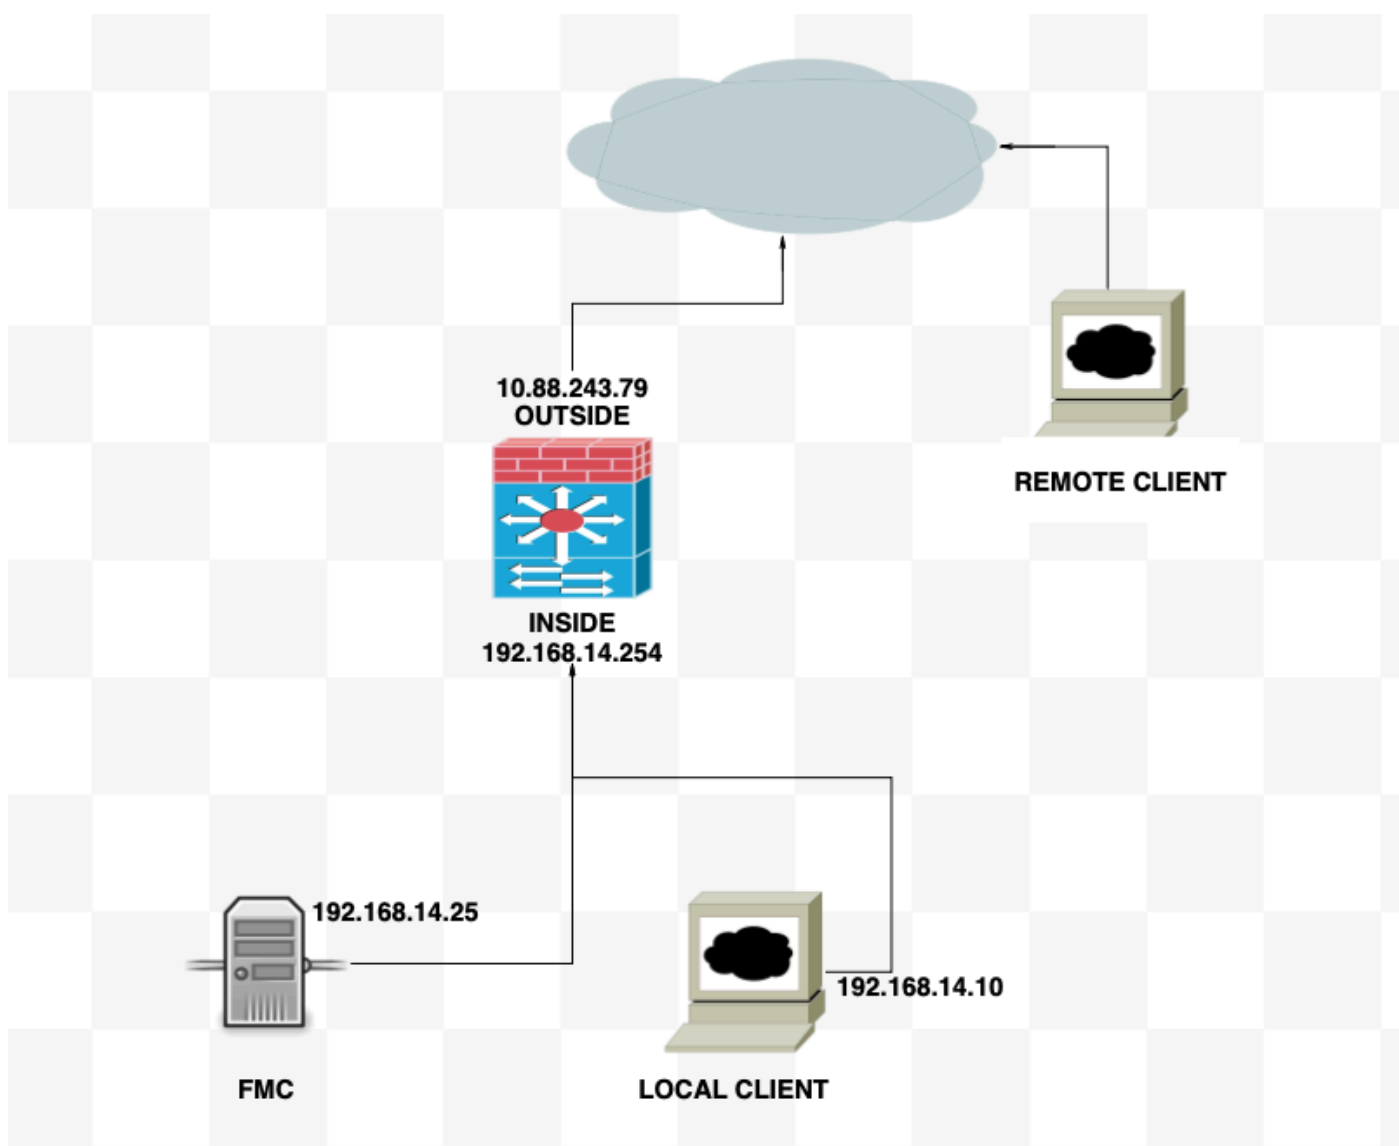 10.88.243.79
OUTSIDE
REMOTE CLIENT
INSIDE
192.168.14.254
192.168.14.25
192.168.14.10
FMC
LOCAL CLIENT